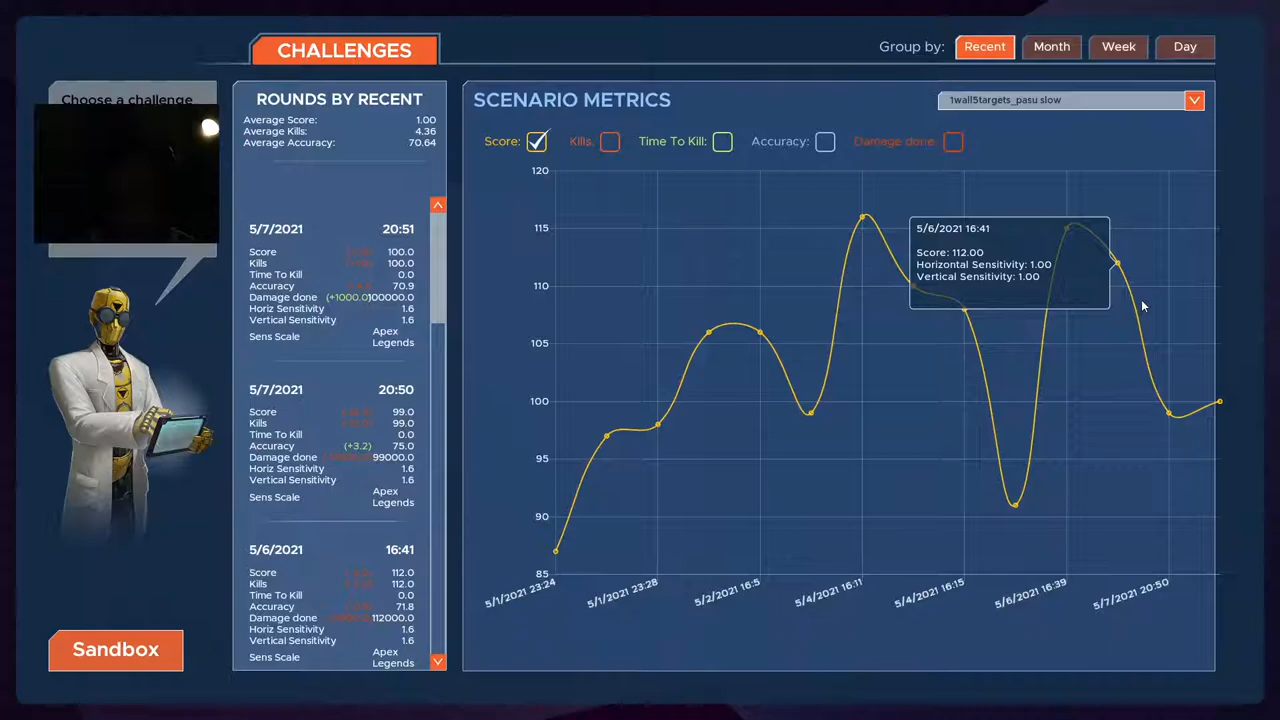 CHALLENGES
Group by:
Recent
Month
Week
Day
Choose a challenge
ROUNDS BY RECENT
Average Score: 1.00
Average Kills: 4.36
Average Accuracy: 70.64
5/7/2021 20:51
Score 100.0
Kills 100.0
Time To Kill 0.0
Accuracy 70.9
Damage done (+1000.0)100000.0
Horiz Sensitivity 1.6
Vertical Sensitivity 1.6
Sens Scale Apex Legends
5/7/2021 20:50
Score 99.0
Kills 99.0
Time To Kill 0.0
Accuracy (+3.2) 75.0
Damage done 99000.0
Horiz Sensitivity 1.6
Vertical Sensitivity 1.6
Sens Scale Apex Legends
5/6/2021 16:41
Score 112.0
Kills 112.0
Time To Kill 0.0
Accuracy 71.8
Damage done 112000.0
Horiz Sensitivity 1.6
Vertical Sensitivity 1.6
Sens Scale Apex Legends
Sandbox
SCENARIO METRICS
1wall5targets_pasu slow
Score:
Kills:
Time To Kill:
Accuracy:
Damage done:
120
115
110
105
100
95
90
85
5/6/2021 16:41
Score: 112.00
Horizontal Sensitivity: 1.00
Vertical Sensitivity: 1.00
5/1/2021 23:24
5/1/2021 23:28
5/2/2021 16:5
5/4/2021 16:11
5/4/2021 16:15
5/6/2021 16:39
5/7/2021 20:50